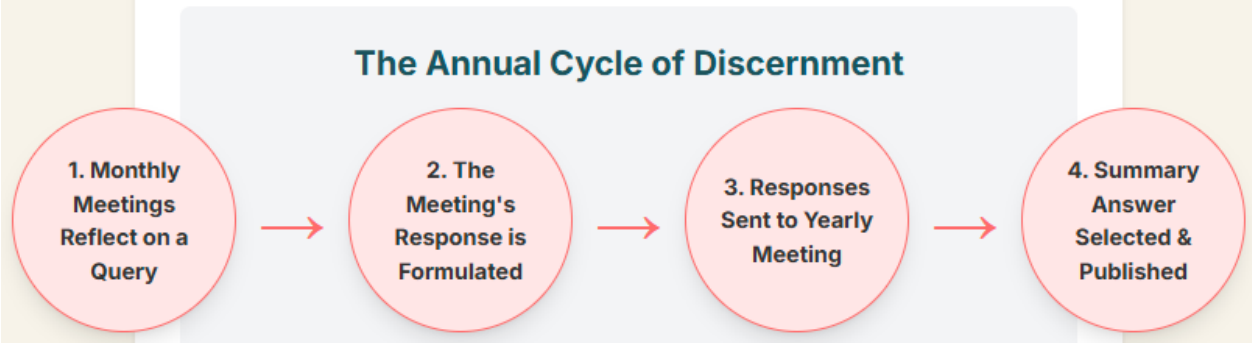 The Annual Cycle of Discernment
1. Monthly
Meetings
Reflect on a
Query
2. The
Meeting's
Response is
Formulated
3. Responses
Sent to Yearly
Meeting
4. Summary
Answer
Selected &
Published